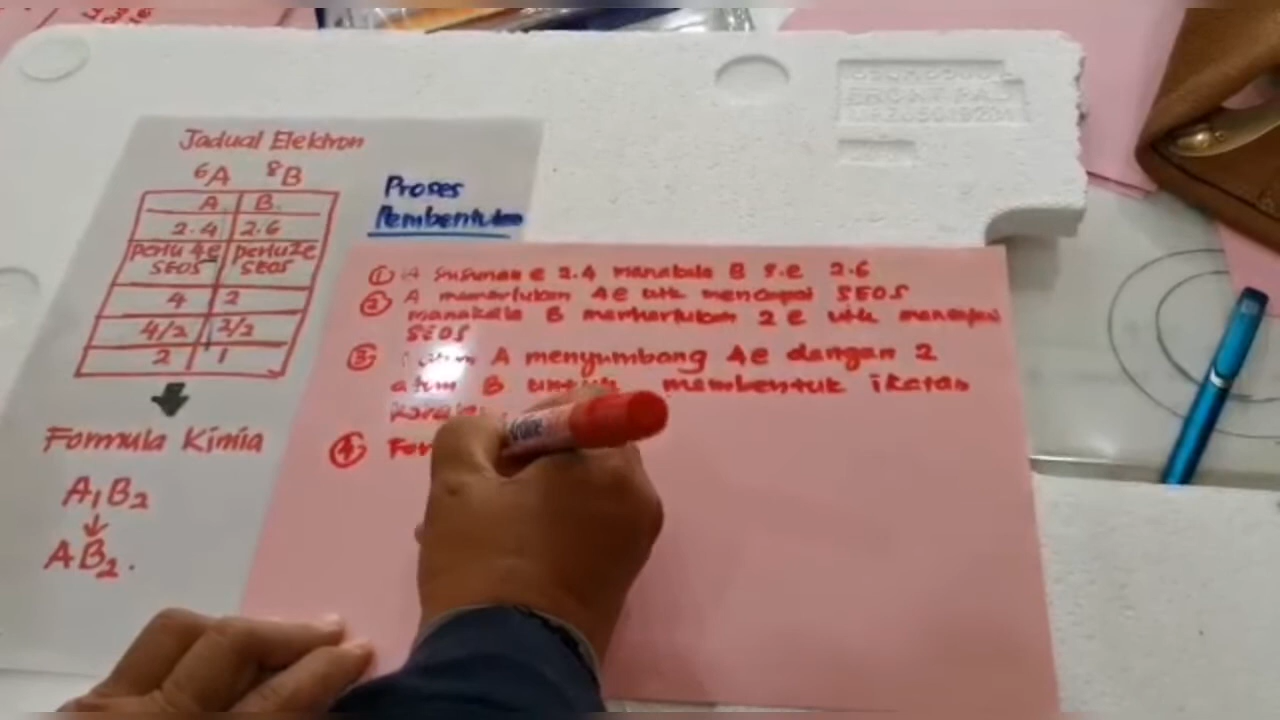 Jadual Elektron
6A 8B
A B
2.4 2.6
perlu 4e perlu 2e
SEOS SEOS
4 2
4/2 2/2
2 1
Formula Kimia
A1B2
AB2.
Proses
Pembentukan
① A susunan e 2.4 manakala B s.e 2.6
② A memerlukan 4e utk mencapai SEOS
manakala B memerlukan 2e utk mencapai
SEOS
③ A menyumbang 4e dengan 2
atom B untuk membentuk ikatan
④ For